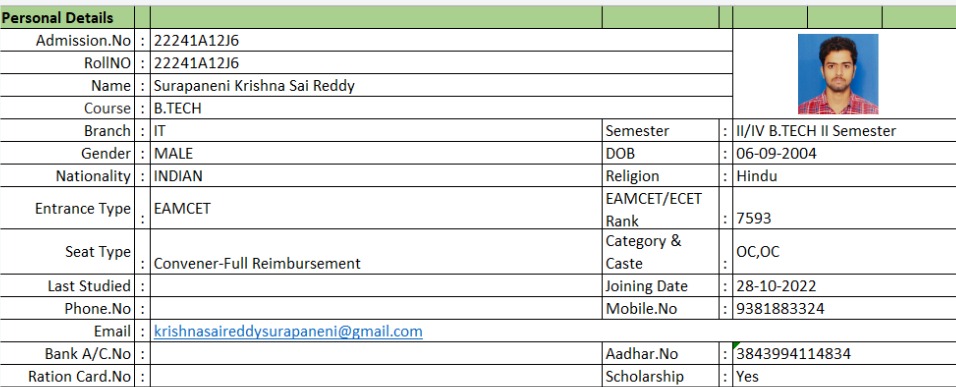 Personal Details
Admission.No : 22241A12J6
RollNO : 22241A12J6
Name : Surapaneni Krishna Sai Reddy
Course : B.TECH
Branch : IT Semester : II/IV B.TECH II Semester
Gender : MALE DOB : 06-09-2004
Nationality : INDIAN Religion : Hindu
Entrance Type : EAMCET EAMCET/ECET Rank : 7593
Seat Type : Convener-Full Reimbursement Category & Caste : OC,OC
Last Studied : Joining Date : 28-10-2022
Phone.No : Mobile.No : 9381883324
Email : krishnasaireddysurapaneni@gmail.com
Bank A/C.No : Aadhar.No : 3843994114834
Ration Card.No : Scholarship : Yes